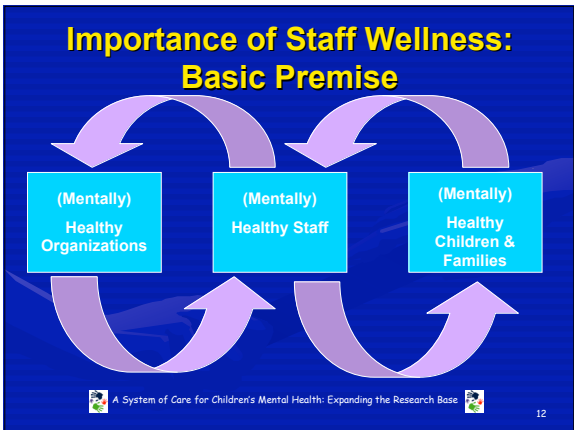 Importance of Staff Wellness:
Basic Premise
(Mentally)
Healthy
Organizations
(Mentally)
Healthy Staff
(Mentally)
Healthy
Children &
Families
A System of Care for Children's Mental Health: Expanding the Research Base
12